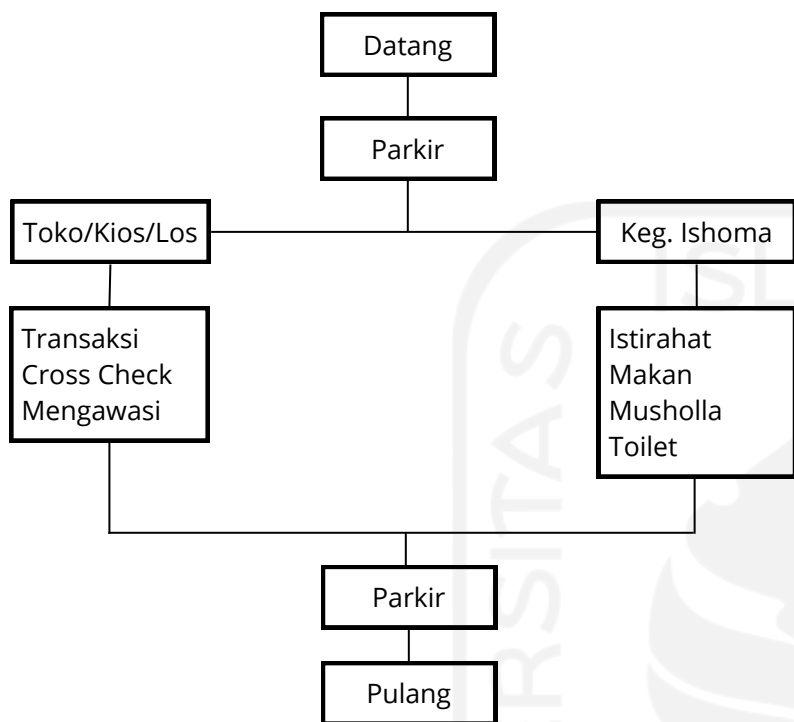 Datang
Parkir
Toko/Kios/Los
Keg. Ishoma
Transaksi
Cross Check
Mengawasi
Istirahat
Makan
Musholla
Toilet
Parkir
Pulang